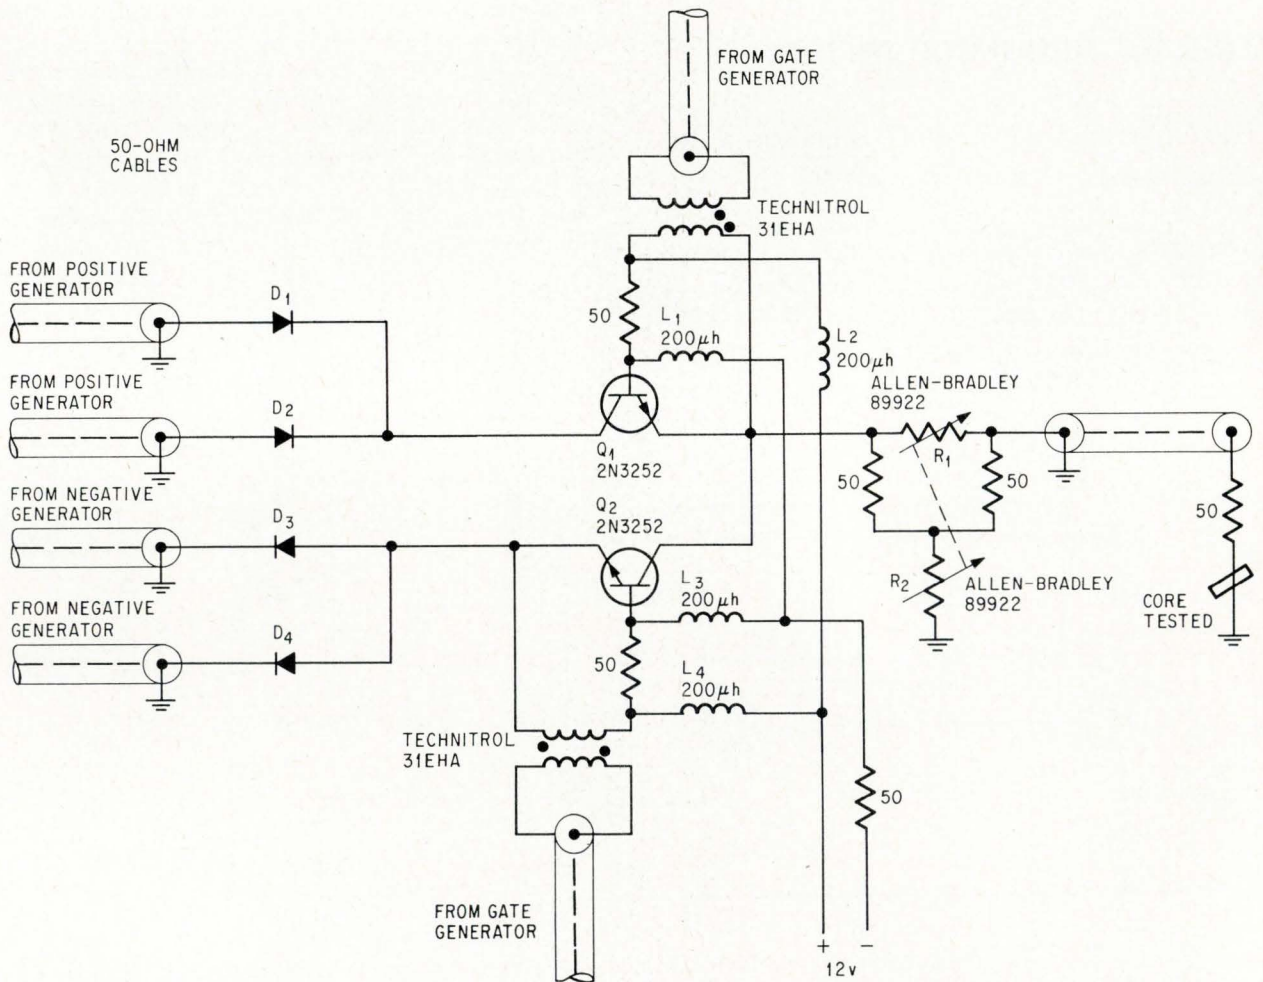 FROM GATE
GENERATOR
50-OHM
CABLES
TECHNITROL
31EHA
FROM POSITIVE
GENERATOR
D1
50
L1
200μh
L2
200μh
FROM POSITIVE
GENERATOR
D2
ALLEN-BRADLEY
89922
R1
Q1
2N3252
50
50
50
FROM NEGATIVE
GENERATOR
D3
Q2
2N3252
L3
200μh
R2
ALLEN-BRADLEY
89922
CORE
TESTED
FROM NEGATIVE
GENERATOR
D4
50
L4
200μh
TECHNITROL
31EHA
50
FROM GATE
GENERATOR
+ −
12v